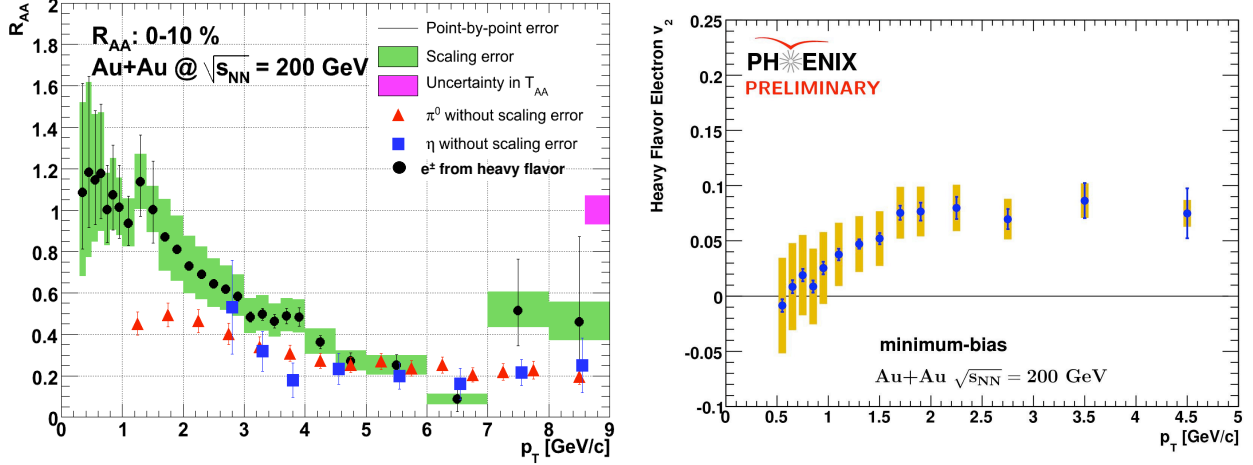 R_AA
2
1.8
1.6
1.4
1.2
1
0.8
0.6
0.4
0.2
0
R_AA: 0-10 %
Au+Au @ √s_NN = 200 GeV
Point-by-point error
Scaling error
Uncertainty in T_AA
π⁰ without scaling error
η without scaling error
e± from heavy flavor
0 1 2 3 4 5 6 7 8 9
p_T [GeV/c]
Heavy Flavor Electron v_2
0.25
0.2
0.15
0.1
0.05
0
-0.05
-0.1
PHENIX
PRELIMINARY
minimum-bias
Au+Au √s_NN = 200 GeV
0 0.5 1 1.5 2 2.5 3 3.5 4 4.5 5
p_T [GeV/c]